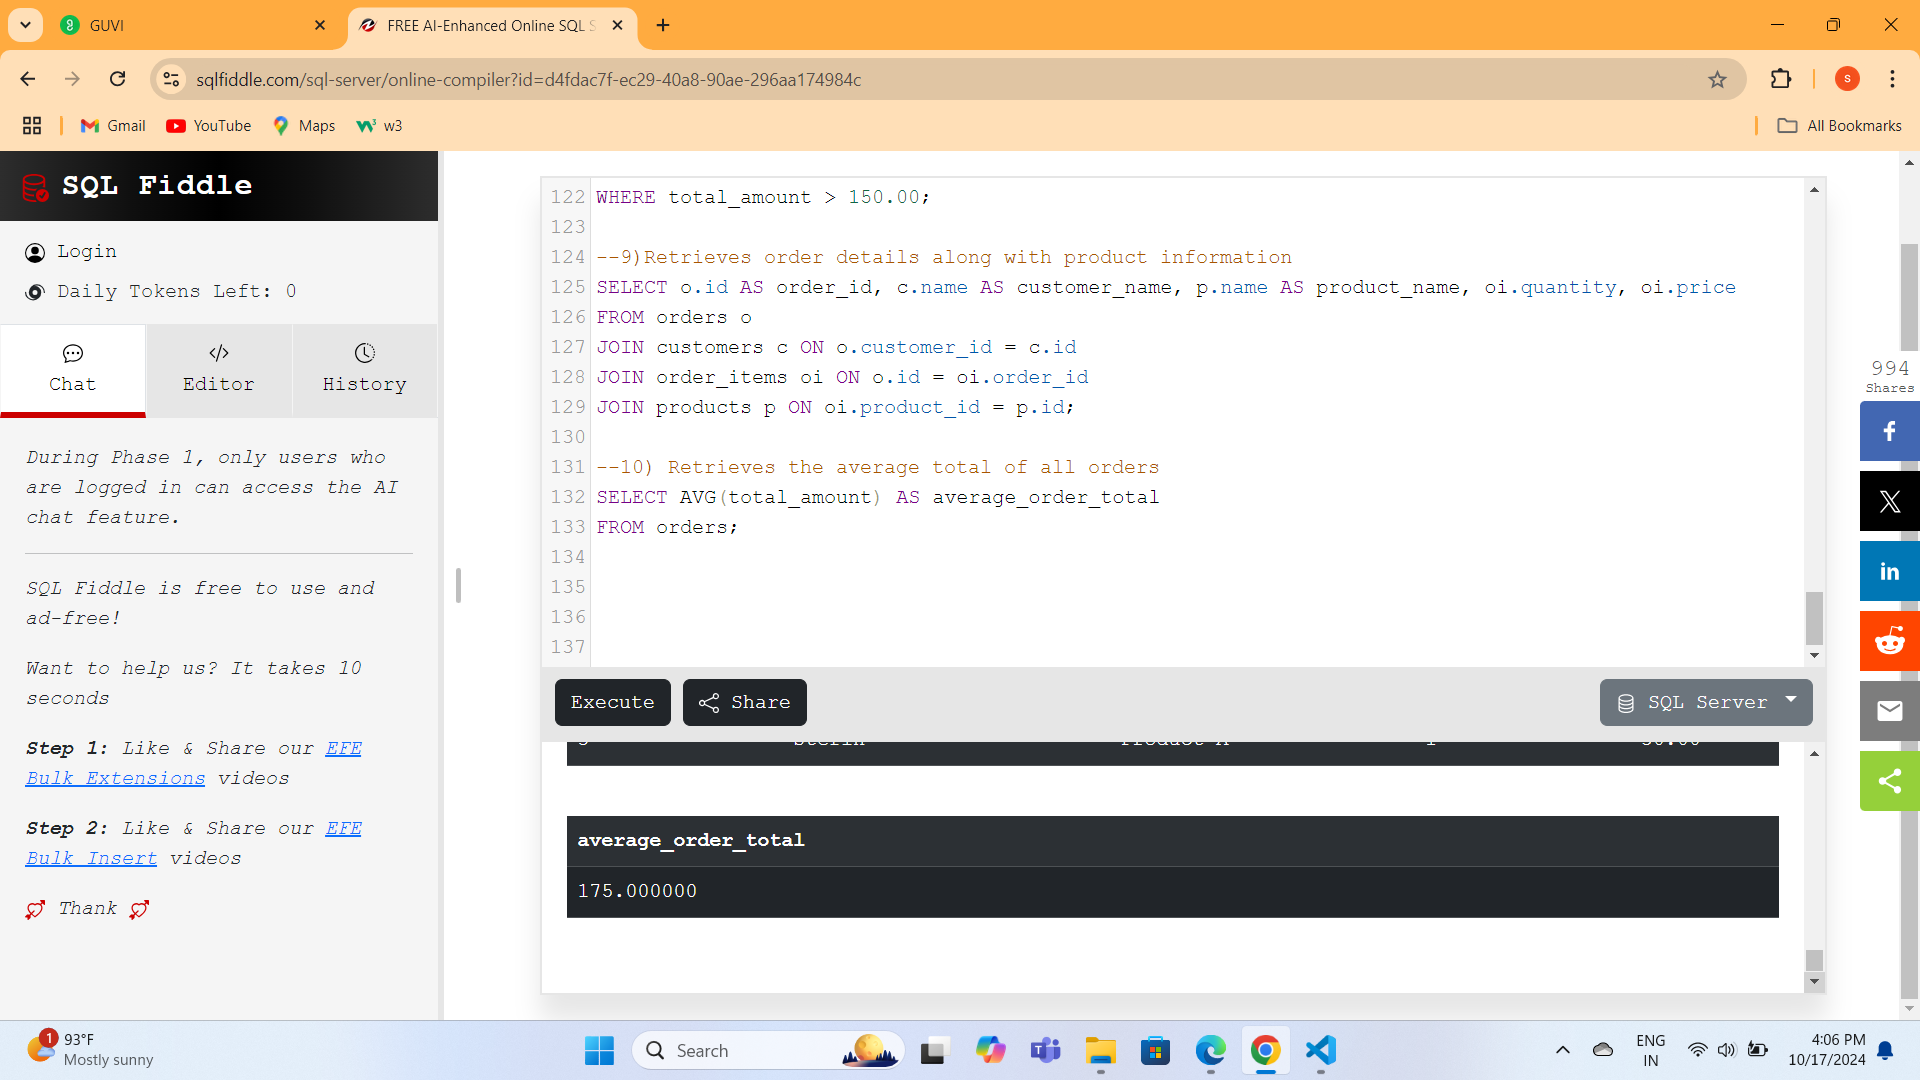 GUVI
FREE AI-Enhanced Online SQL S
sqlfiddle.com/sql-server/online-compiler?id=d4fdac7f-ec29-40a8-90ae-296aa174984c
S
Gmail
YouTube
Maps
w3
All Bookmarks
SQL Fiddle
Login
Daily Tokens Left: 0
Chat
Editor
History
During Phase 1, only users who
are logged in can access the AI
chat feature.
SQL Fiddle is free to use and
ad-free!
Want to help us? It takes 10
seconds
Step 1: Like & Share our EFE
Bulk Extensions videos
Step 2: Like & Share our EFE
Bulk Insert videos
Thank
122 WHERE total_amount > 150.00;
123
124 --9)Retrieves order details along with product information
125 SELECT o.id AS order_id, c.name AS customer_name, p.name AS product_name, oi.quantity, oi.price
126 FROM orders o
127 JOIN customers c ON o.customer_id = c.id
128 JOIN order_items oi ON o.id = oi.order_id
129 JOIN products p ON oi.product_id = p.id;
130
131 --10) Retrieves the average total of all orders
132 SELECT AVG(total_amount) AS average_order_total
133 FROM orders;
134
135
136
137
Execute
Share
SQL Server
average_order_total
175.000000
994
Shares
1
93°F
Mostly sunny
Search
ENG
IN
4:06 PM
10/17/2024